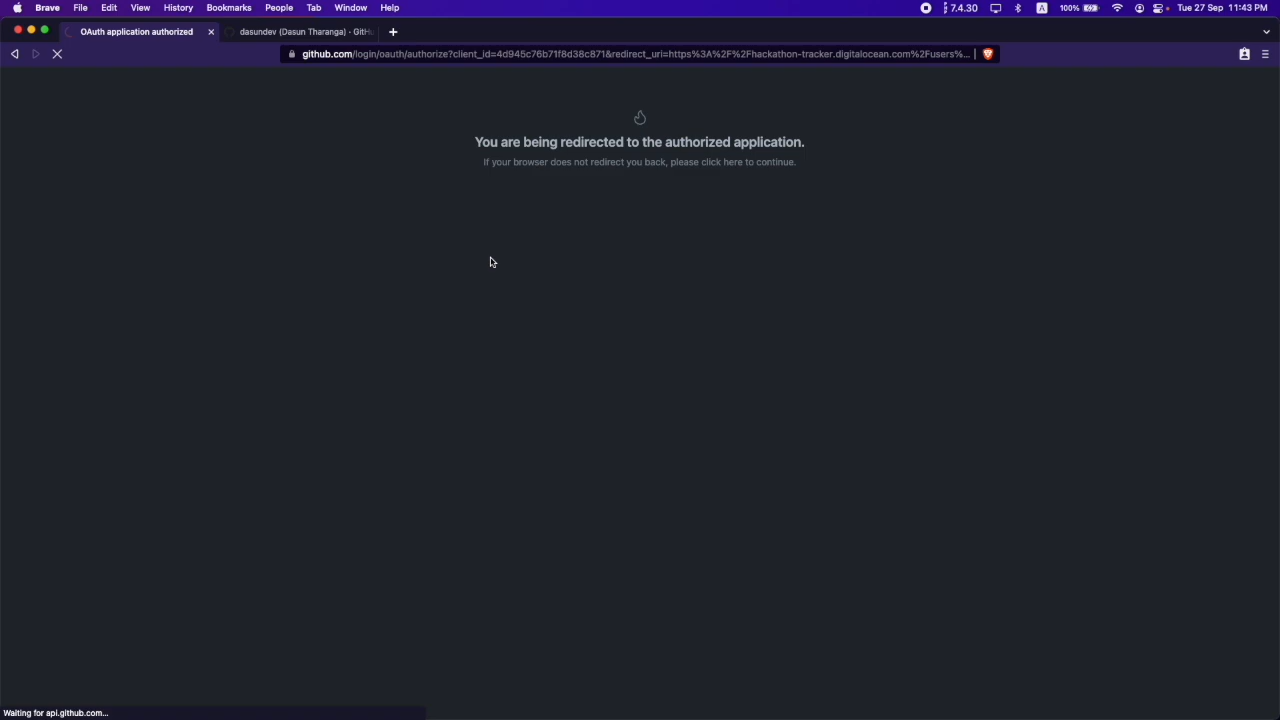 Brave File Edit View History Bookmarks People Tab Window Help 7.4.30 A 100% Tue 27 Sep 11:43 PM
OAuth application authorized dasundev (Dasun Tharanga) · GitHu
github.com/login/oauth/authorize?client_id=4d945c76b71f8d38c871&redirect_uri=https%3A%2F%2Fhackathon-tracker.digitalocean.com%2Fusers%...
You are being redirected to the authorized application.
If your browser does not redirect you back, please click here to continue.
Waiting for api.github.com...